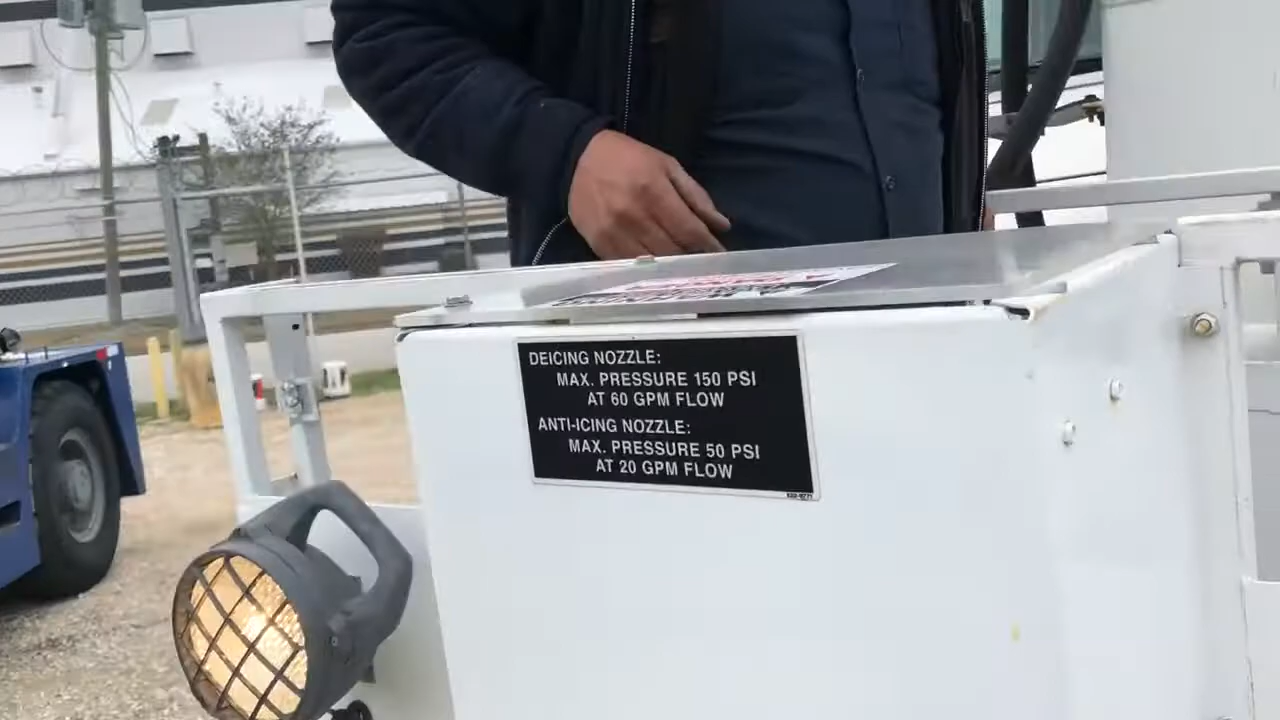 DEICING NOZZLE:
MAX. PRESSURE 150 PSI
AT 60 GPM FLOW
ANTI-ICING NOZZLE:
MAX. PRESSURE 50 PSI
AT 20 GPM FLOW